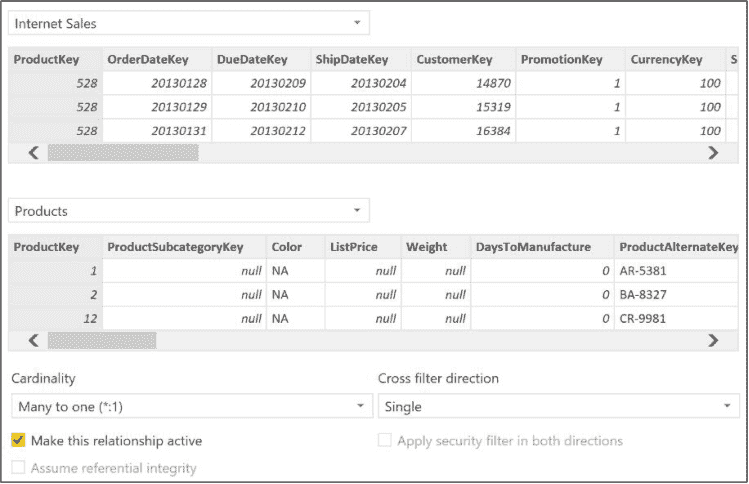 Internet Sales
ProductKey OrderDateKey DueDateKey ShipDateKey CustomerKey PromotionKey CurrencyKey S
528 20130128 20130209 20130204 14870 1 100
528 20130129 20130210 20130205 15319 1 100
528 20130131 20130212 20130207 16384 1 100
Products
ProductKey ProductSubcategoryKey Color ListPrice Weight DaysToManufacture ProductAlternateKey
1 null NA null null 0 AR-5381
2 null NA null null 0 BA-8327
12 null NA null null 0 CR-9981
Cardinality Cross filter direction
Many to one (*:1) Single
Make this relationship active Apply security filter in both directions
Assume referential integrity